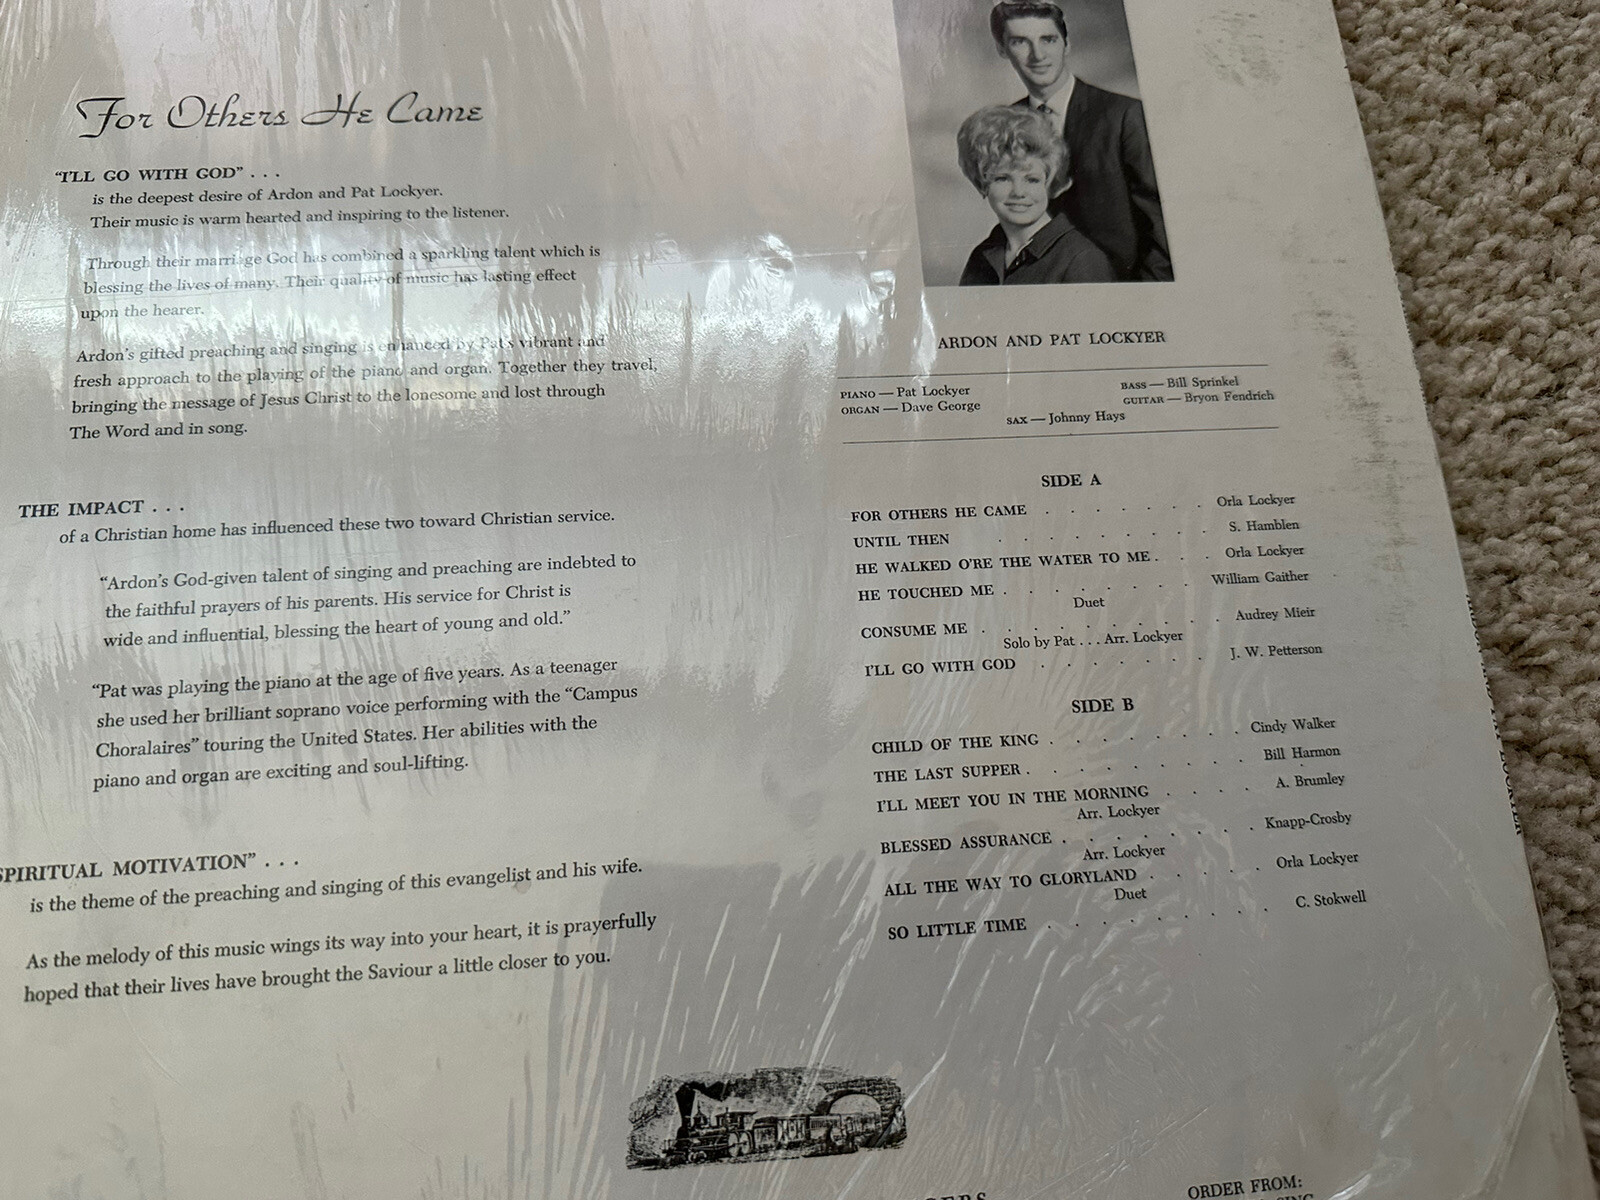 For Others He Came
"I'LL GO WITH GOD" . . .
is the deepest desire of Ardon and Pat Lockyer.
Their music is warm hearted and inspiring to the listener.
Through their marriage God has combined a sparkling talent which is
blessing the lives of many. Their quality of music has lasting effect
upon the hearer.
Ardon's gifted preaching and singing is enhanced by Pat's vibrant and
fresh approach to the playing of the piano and organ. Together they travel,
bringing the message of Jesus Christ to the lonesome and lost through
The Word and in song.
THE IMPACT . . .
of a Christian home has influenced these two toward Christian service.
"Ardon's God-given talent of singing and preaching are indebted to
the faithful prayers of his parents. His service for Christ is
wide and influential, blessing the heart of young and old."
"Pat was playing the piano at the age of five years. As a teenager
she used her brilliant soprano voice performing with the "Campus
Choralaires" touring the United States. Her abilities with the
piano and organ are exciting and soul-lifting.
SPIRITUAL MOTIVATION" . . .
is the theme of the preaching and singing of this evangelist and his wife.
As the melody of this music wings its way into your heart, it is prayerfully
hoped that their lives have brought the Saviour a little closer to you.
ARDON AND PAT LOCKYER
PIANO — Pat Lockyer
ORGAN — Dave George
BASS — Bill Sprinkel
GUITAR — Bryon Fendrich
SAX — Johnny Hays
SIDE A
FOR OTHERS HE CAME . . . . . . . Orla Lockyer
UNTIL THEN . . . . . . . . . S. Hamblen
HE WALKED O'RE THE WATER TO ME . . . Orla Lockyer
HE TOUCHED ME . . . . . . . . William Gaither
Duet
CONSUME ME . . . . . . . . . Audrey Mieir
Solo by Pat . . . Arr. Lockyer
I'LL GO WITH GOD . . . . . . . J. W. Petterson
SIDE B
CHILD OF THE KING . . . . . . . Cindy Walker
THE LAST SUPPER . . . . . . . . Bill Harmon
I'LL MEET YOU IN THE MORNING . . . . A. Brumley
Arr. Lockyer
BLESSED ASSURANCE . . . . . . . . Knapp-Crosby
Arr. Lockyer
ALL THE WAY TO GLORYLAND . . . . . Orla Lockyer
Duet
SO LITTLE TIME . . . . . . . . . C. Stokwell
ORDER FROM: